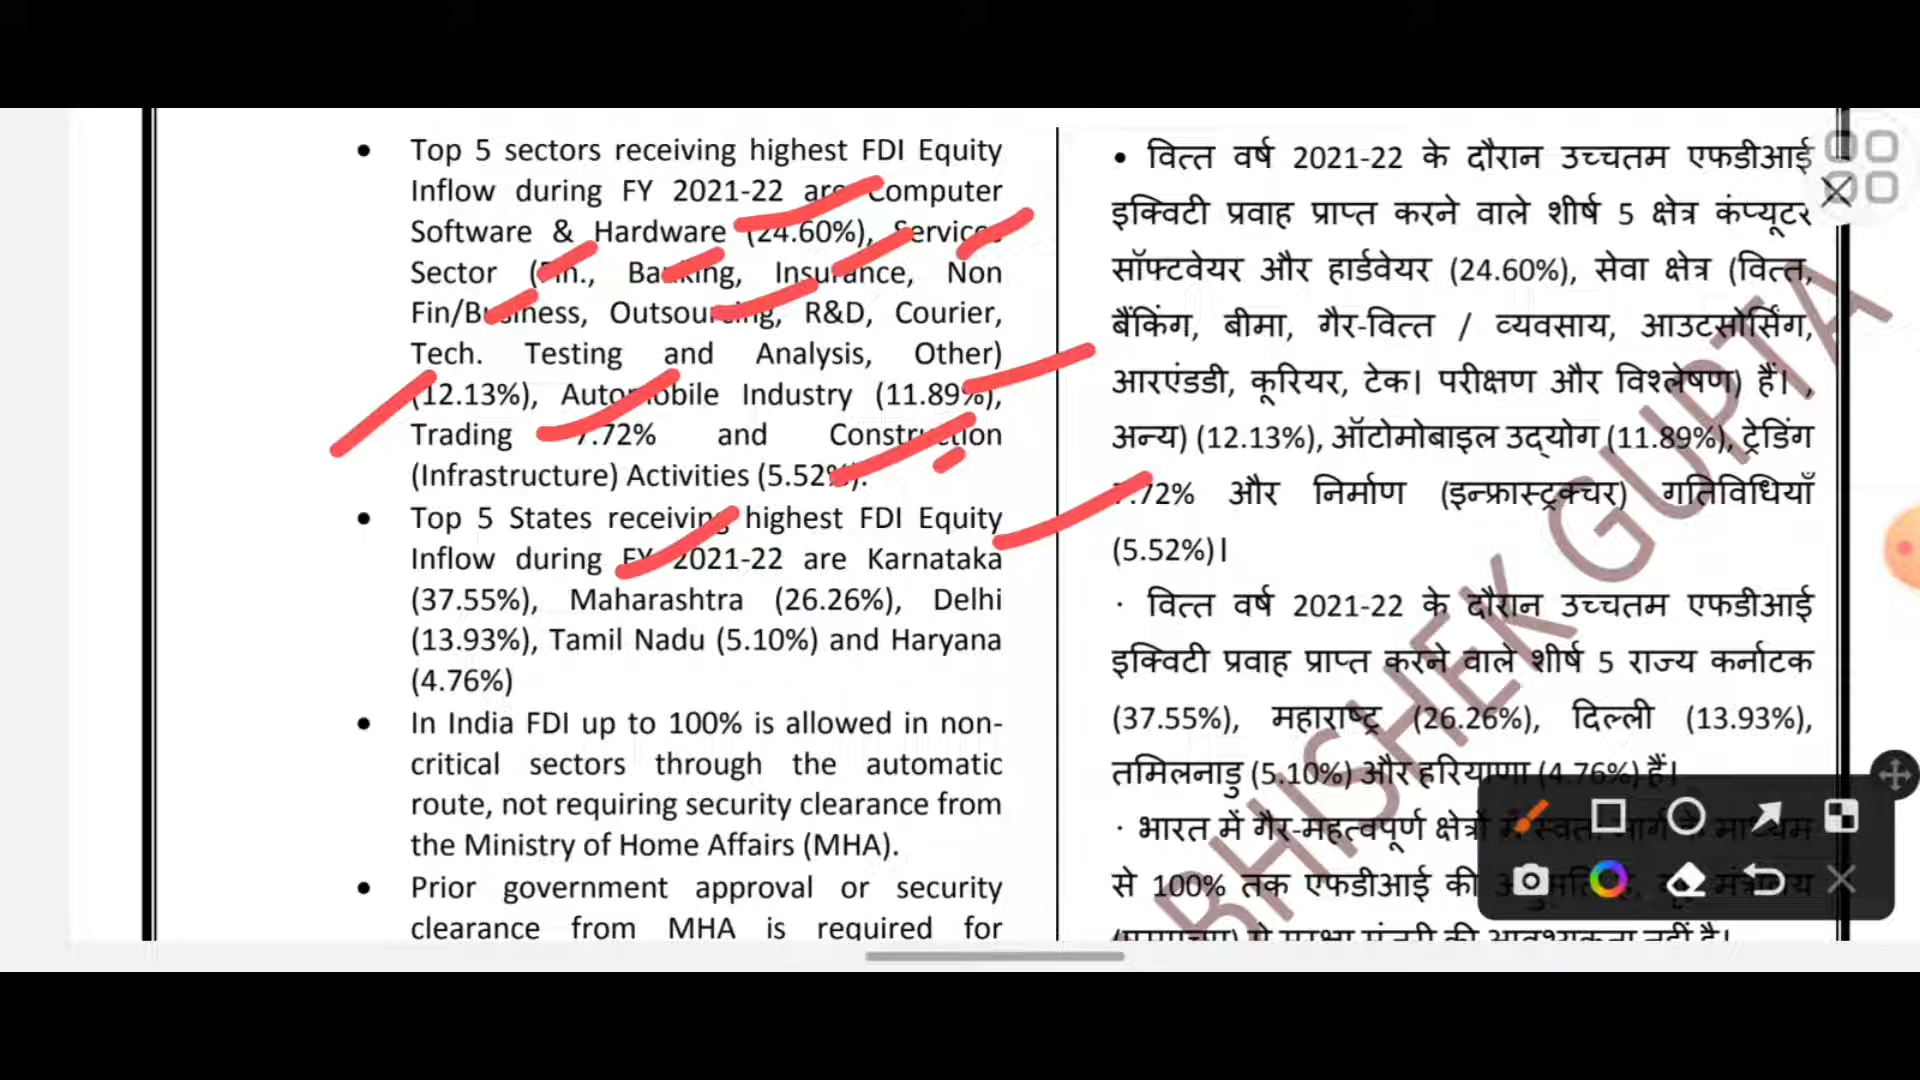 Top 5 sectors receiving highest FDI Equity
Inflow during FY 2021-22 are Computer
Software & Hardware (24.60%), Services
Sector (Fin., Banking, Insurance, Non
Fin/Business, Outsourcing, R&D, Courier,
Tech. Testing and Analysis, Other)
(12.13%), Automobile Industry (11.89%),
Trading 7.72% and Construction
(Infrastructure) Activities (5.52%).
Top 5 States receiving highest FDI Equity
Inflow during FY 2021-22 are Karnataka
(37.55%), Maharashtra (26.26%), Delhi
(13.93%), Tamil Nadu (5.10%) and Haryana
(4.76%)
In India FDI up to 100% is allowed in non-
critical sectors through the automatic
route, not requiring security clearance from
the Ministry of Home Affairs (MHA).
Prior government approval or security
clearance from MHA is required for
• वित्त वर्ष 2021-22 के दौरान उच्चतम एफडीआई
इक्विटी प्रवाह प्राप्त करने वाले शीर्ष 5 क्षेत्र कंप्यूटर
सॉफ्टवेयर और हार्डवेयर (24.60%), सेवा क्षेत्र (वित्त,
बैंकिंग, बीमा, गैर-वित्त / व्यवसाय, आउटसोर्सिंग,
आरएंडडी, कूरियर, टेक। परीक्षण और विश्लेषण) हैं। ,
अन्य) (12.13%), ऑटोमोबाइल उद्योग (11.89%), ट्रेडिंग
7.72% और निर्माण (इन्फ्रास्ट्रक्चर) गतिविधियाँ
(5.52%)।
· वित्त वर्ष 2021-22 के दौरान उच्चतम एफडीआई
इक्विटी प्रवाह प्राप्त करने वाले शीर्ष 5 राज्य कर्नाटक
(37.55%), महाराष्ट्र (26.26%), दिल्ली (13.93%),
तमिलनाडु (5.10%) और हरियाणा (4.76%) हैं।
· भारत में गैर-महत्वपूर्ण क्षेत्रों में स्वत: मार्ग के माध्यम
से 100% तक एफडीआई की
BHISHEK GUPTA